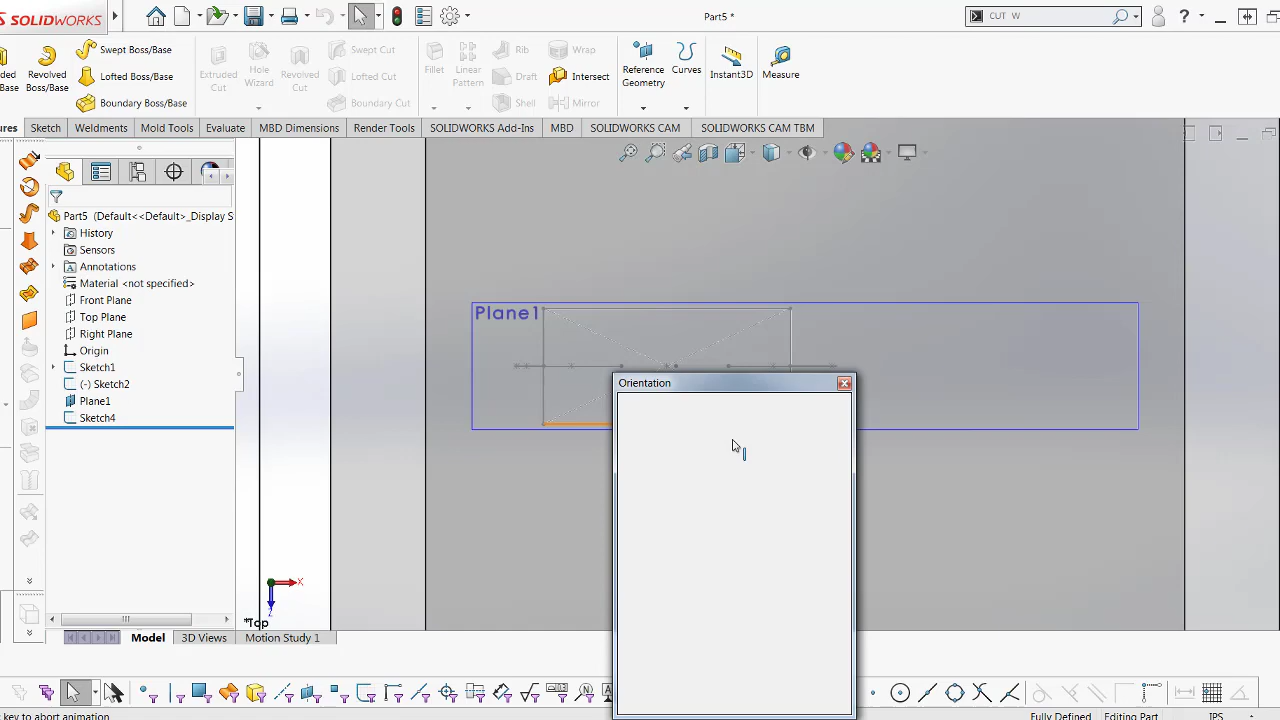 SOLIDWORKS
Part5 *
CUT W
?
Swept Boss/Base
Revolved
Boss/Base
Lofted Boss/Base
Boundary Boss/Base
Extruded
Cut
Hole
Wizard
Revolved
Cut
Swept Cut
Lofted Cut
Boundary Cut
Fillet
Linear
Pattern
Rib
Draft
Shell
Wrap
Intersect
Mirror
Reference
Geometry
Curves
Instant3D
Measure
Sketch
Weldments
Mold Tools
Evaluate
MBD Dimensions
Render Tools
SOLIDWORKS Add-Ins
MBD
SOLIDWORKS CAM
SOLIDWORKS CAM TBM
Part5 (Default<<Default>_Display S
History
Sensors
Annotations
Material <not specified>
Front Plane
Top Plane
Right Plane
Origin
Sketch1
(-) Sketch2
Plane1
Sketch4
Plane1
Orientation
X
Z
*Top
Model
3D Views
Motion Study 1
key to abort animation
Fully Defined
Editing Part
IPS